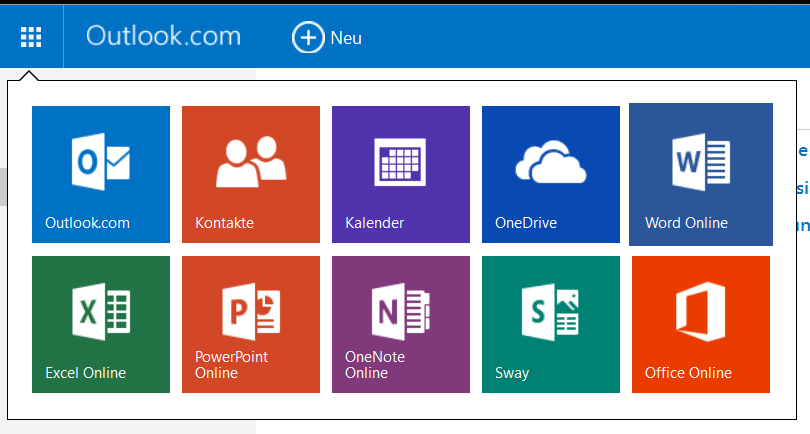 Outlook.com
Neu
Outlook.com
Kontakte
Kalender
OneDrive
Word Online
Excel Online
PowerPoint
Online
OneNote
Online
Sway
Office Online